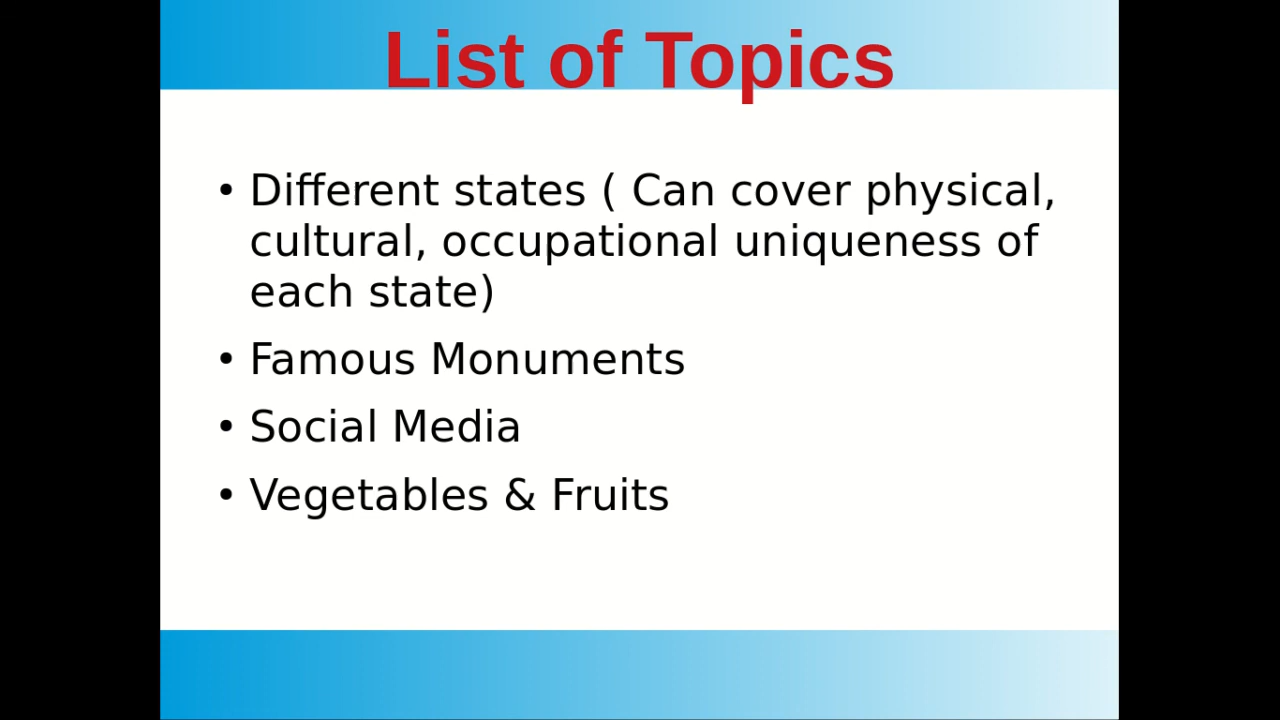 List of Topics
• Different states ( Can cover physical,
cultural, occupational uniqueness of
each state)
• Famous Monuments
• Social Media
• Vegetables & Fruits